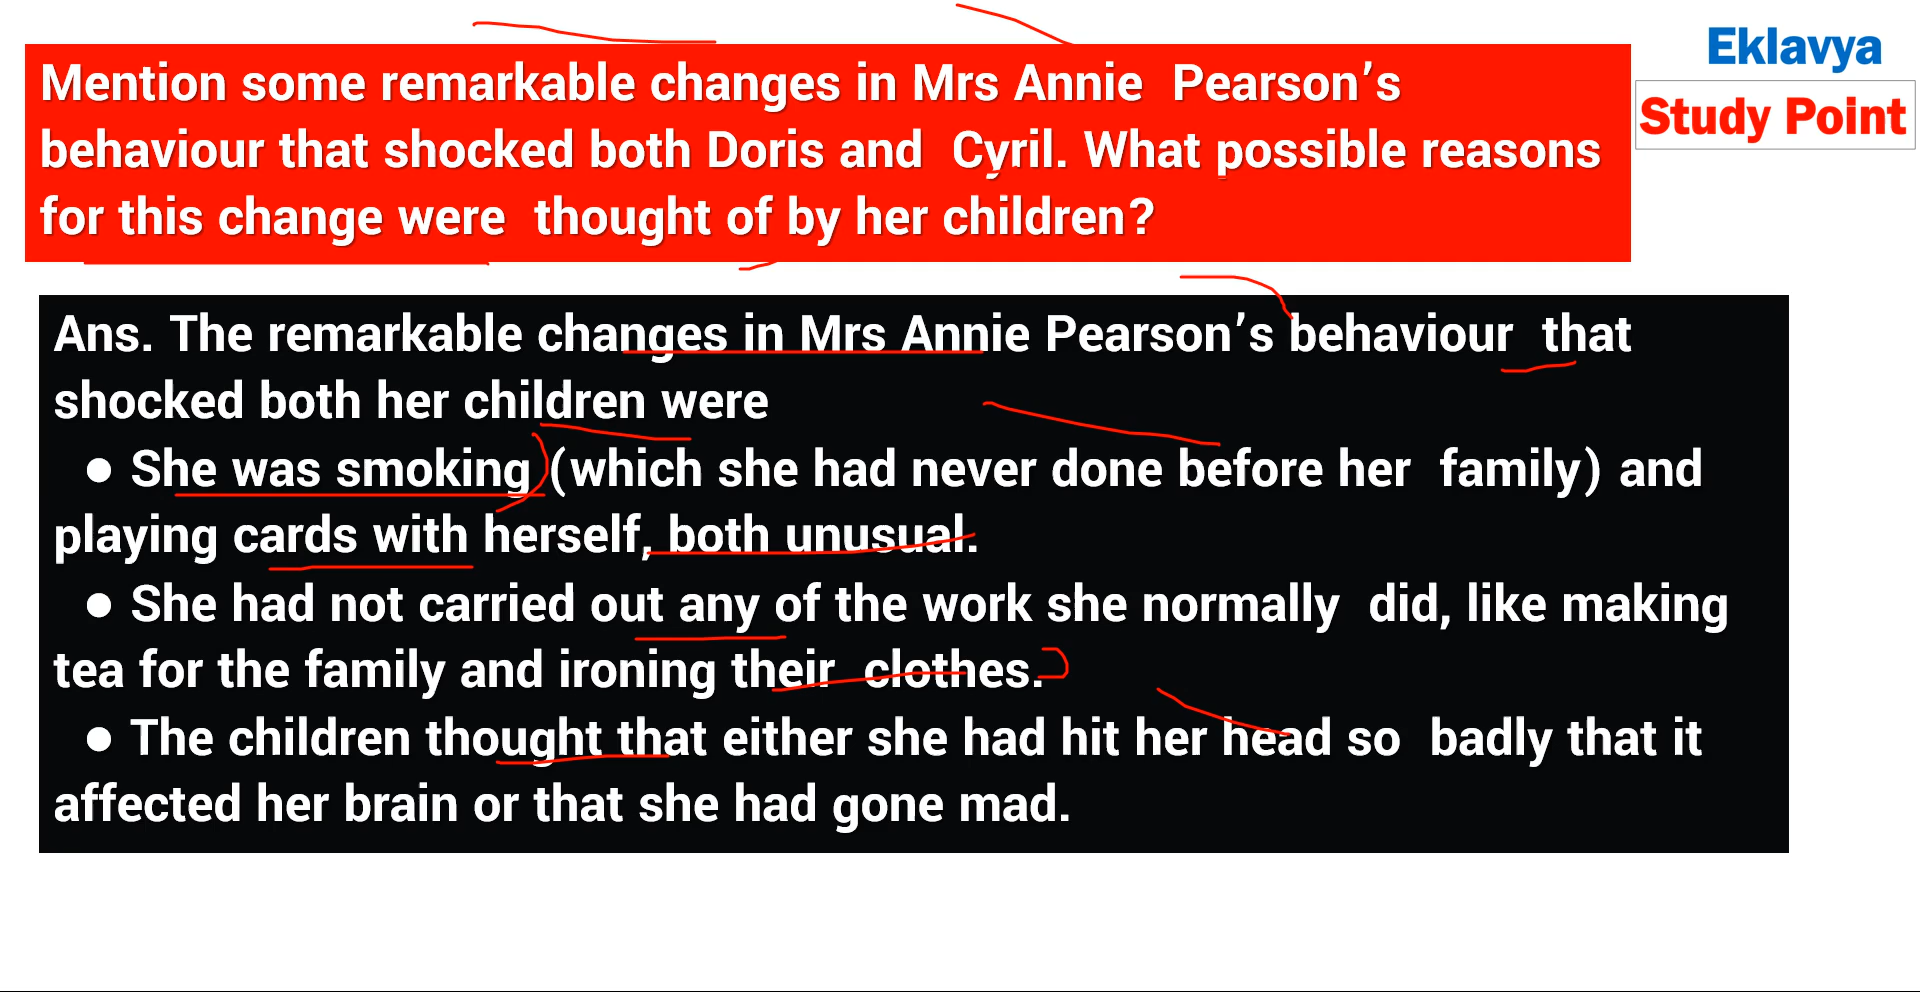 Eklavya
Study Point
Mention some remarkable changes in Mrs Annie Pearson's
behaviour that shocked both Doris and Cyril. What possible reasons
for this change were thought of by her children?
Ans. The remarkable changes in Mrs Annie Pearson's behaviour that
shocked both her children were
● She was smoking (which she had never done before her family) and
playing cards with herself, both unusual.
● She had not carried out any of the work she normally did, like making
tea for the family and ironing their clothes.
● The children thought that either she had hit her head so badly that it
affected her brain or that she had gone mad.